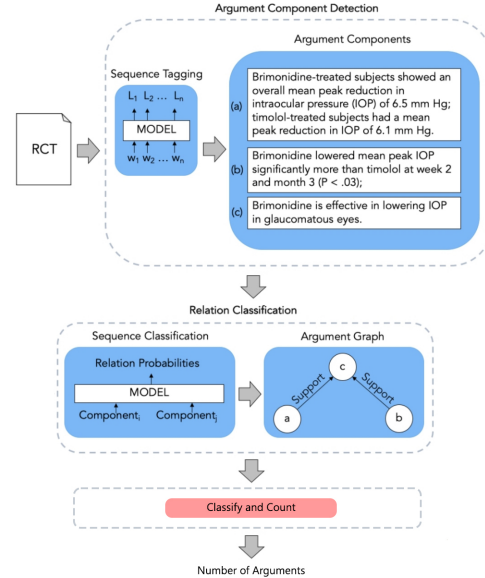 Argument Component Detection
Argument Components
Sequence Tagging
L1 L2 ... Ln
MODEL
w1 w2 ... wn
RCT
(a)
Brimonidine-treated subjects showed an
overall mean peak reduction in
intraocular pressure (IOP) of 6.5 mm Hg;
timolol-treated subjects had a mean
peak reduction in IOP of 6.1 mm Hg.
(b)
Brimonidine lowered mean peak IOP
significantly more than timolol at week 2
and month 3 (P < .03);
(c)
Brimonidine is effective in lowering IOP
in glaucomatous eyes.
Relation Classification
Sequence Classification
Relation Probabilities
MODEL
Componenti Componentj
Argument Graph
c
Support
Support
a
b
Classify and Count
Number of Arguments